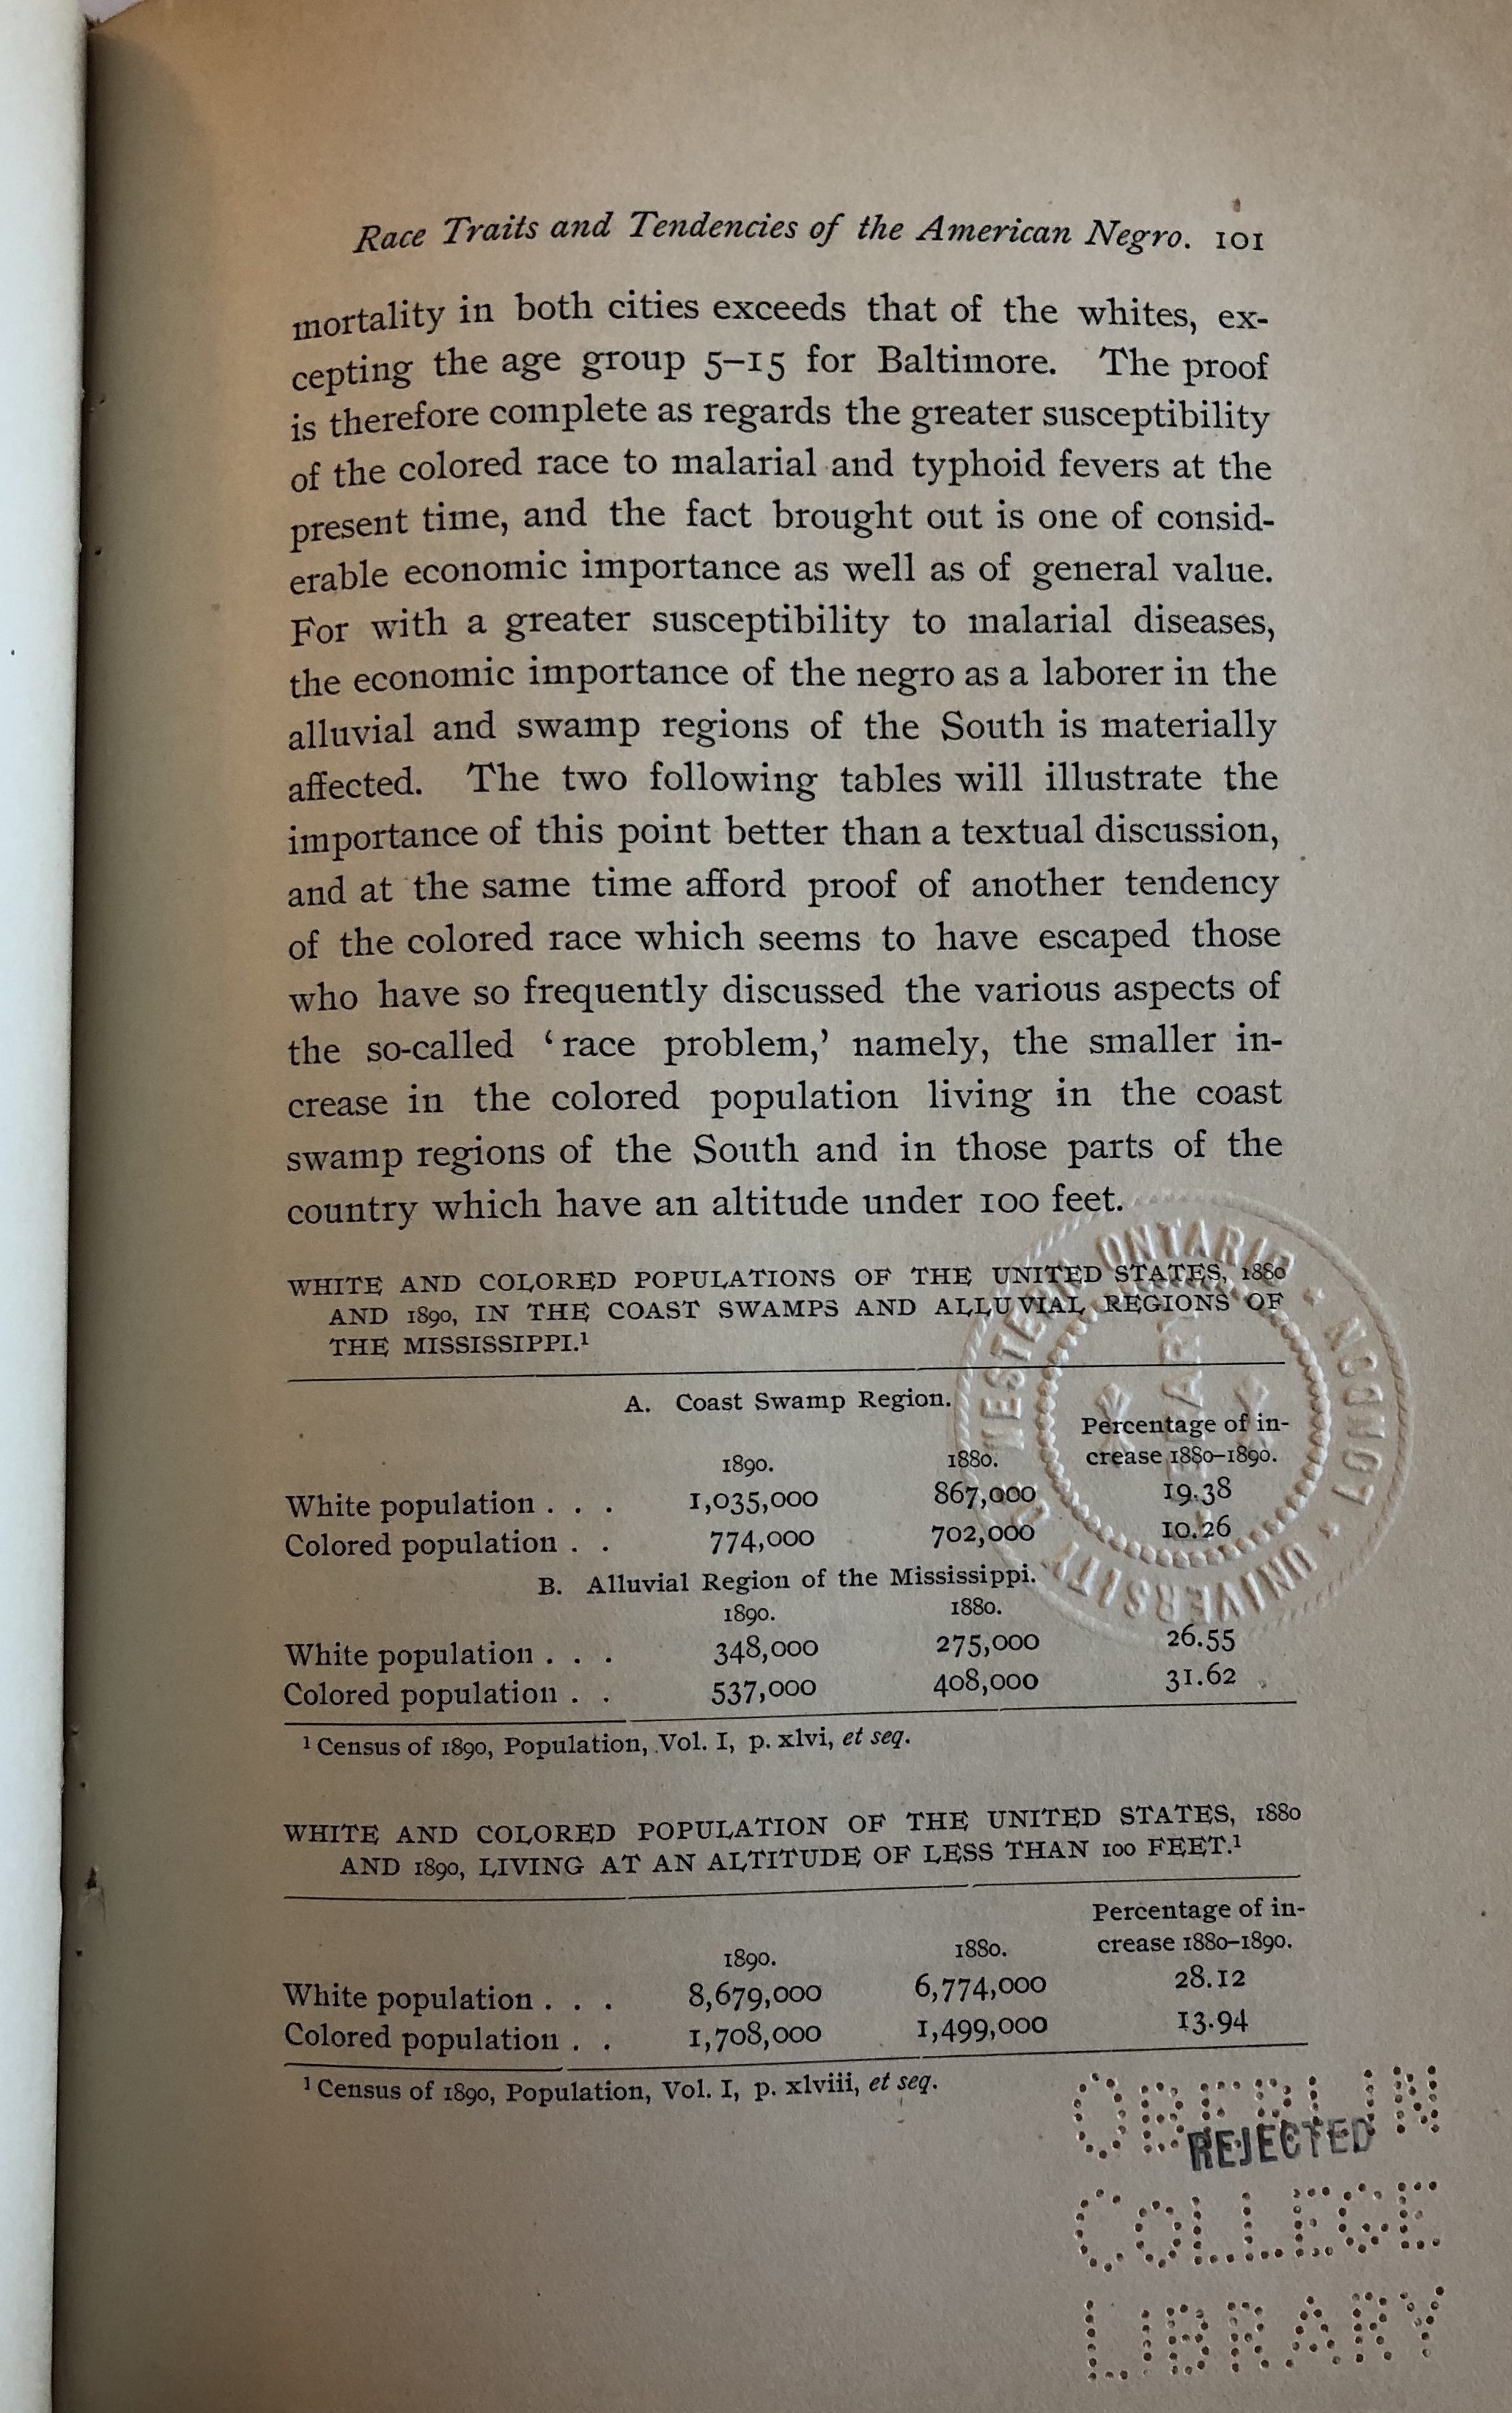 Race Traits and Tendencies of the American Negro. 101
mortality in both cities exceeds that of the whites, ex-
cepting the age group 5–15 for Baltimore. The proof
is therefore complete as regards the greater susceptibility
of the colored race to malarial and typhoid fevers at the
present time, and the fact brought out is one of consid-
erable economic importance as well as of general value.
For with a greater susceptibility to malarial diseases,
the economic importance of the negro as a laborer in the
alluvial and swamp regions of the South is materially
affected. The two following tables will illustrate the
importance of this point better than a textual discussion,
and at the same time afford proof of another tendency
of the colored race which seems to have escaped those
who have so frequently discussed the various aspects of
the so-called ‘race problem,’ namely, the smaller in-
crease in the colored population living in the coast
swamp regions of the South and in those parts of the
country which have an altitude under 100 feet.
WHITE AND COLORED POPULATIONS OF THE UNITED STATES, 1880
AND 1890, IN THE COAST SWAMPS AND ALLUVIAL REGIONS OF
THE MISSISSIPPI.¹
A. Coast Swamp Region.
Percentage of in-
1890. 1880. crease 1880–1890.
White population . . . 1,035,000 867,000 19.38
Colored population . . 774,000 702,000 10.26
B. Alluvial Region of the Mississippi.
1890. 1880.
White population . . . 348,000 275,000 26.55
Colored population . . 537,000 408,000 31.62
¹ Census of 1890, Population, Vol. I, p. xlvi, et seq.
WHITE AND COLORED POPULATION OF THE UNITED STATES, 1880
AND 1890, LIVING AT AN ALTITUDE OF LESS THAN 100 FEET.¹
Percentage of in-
1890. 1880. crease 1880–1890.
White population . . . 8,679,000 6,774,000 28.12
Colored population . . 1,708,000 1,499,000 13.94
¹ Census of 1890, Population, Vol. I, p. xlviii, et seq.
WESTERN ONTARIO · LONDON · UNIVERSITY
OBERLIN
REJECTED
COLLEGE
LIBRARY